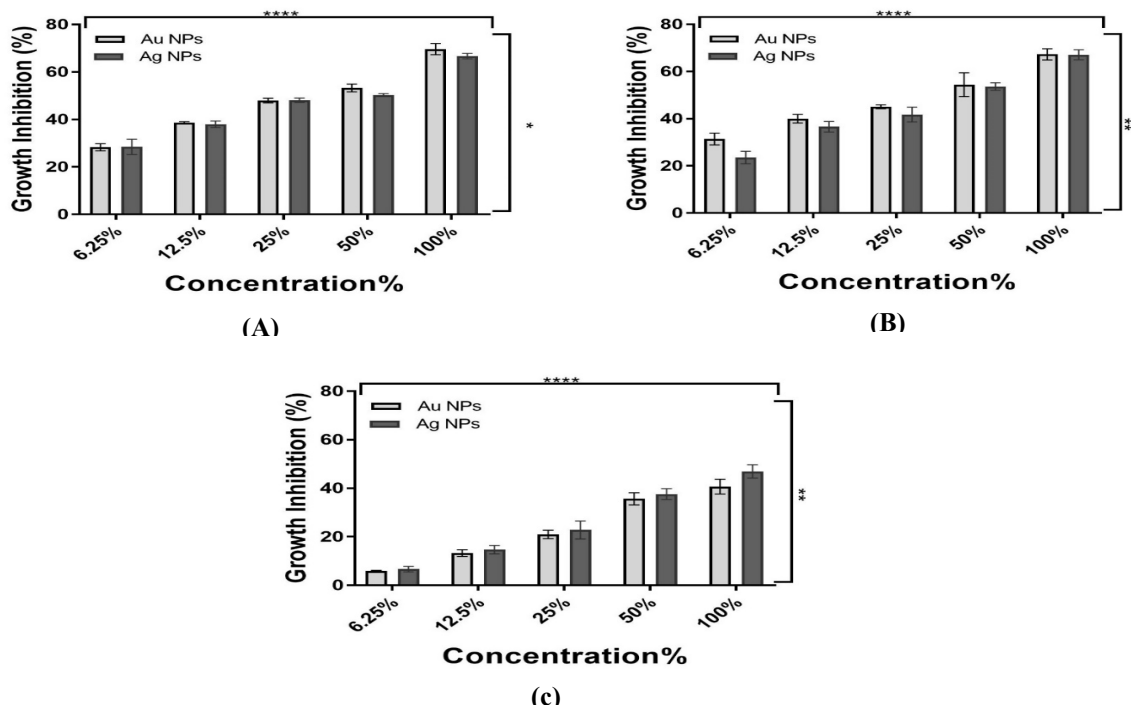 ****
80
60
40
20
0
Growth Inhibition (%)
Au NPs
Ag NPs
*
6.25%
12.5%
25%
50%
100%
Concentration%
(A)
****
80
60
40
20
0
Growth Inhibition (%)
Au NPs
Ag NPs
**
6.25%
12.5%
25%
50%
100%
Concentration%
(B)
****
80
60
40
20
0
Growth Inhibition (%)
Au NPs
Ag NPs
**
6.25%
12.5%
25%
50%
100%
Concentration%
(c)